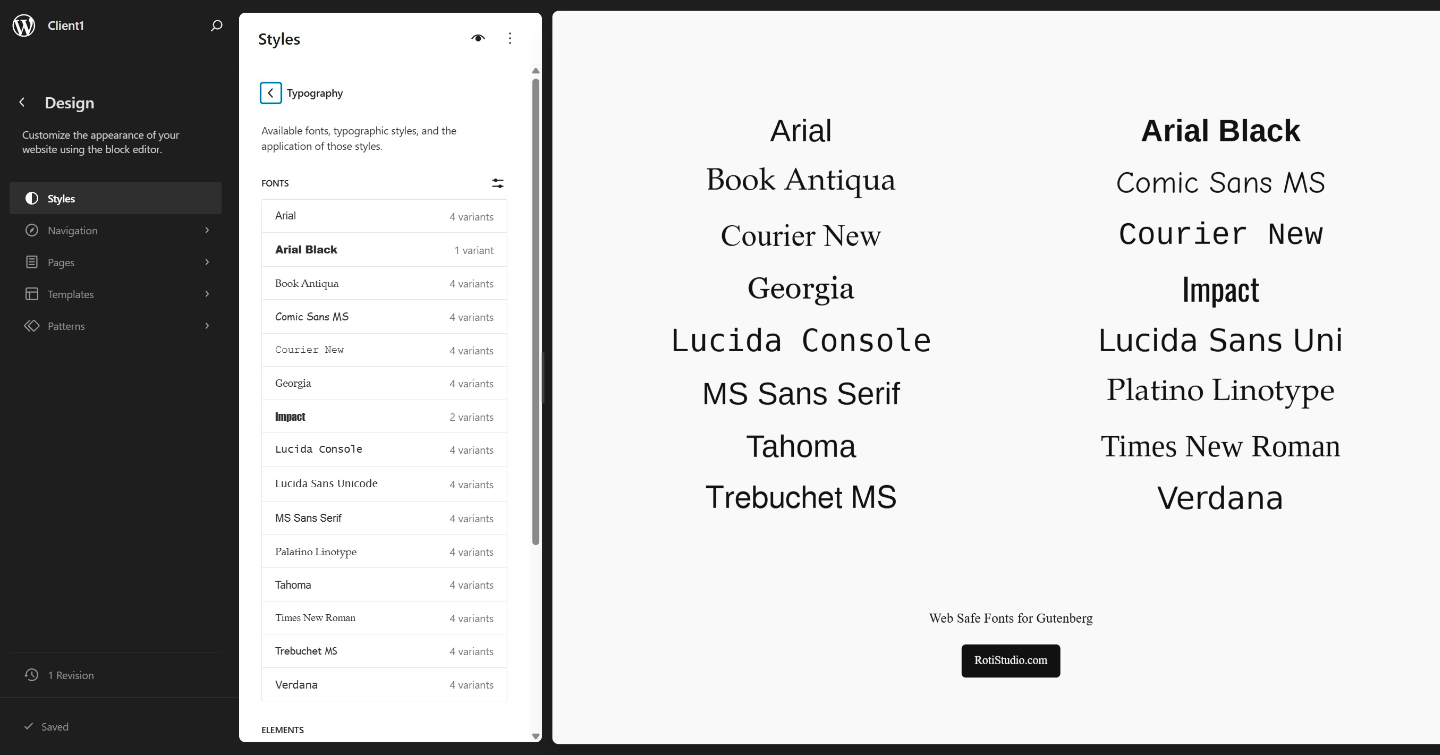 Client1
Design
Customize the appearance of your
website using the block editor.
Styles
Navigation
Pages
Templates
Patterns
1 Revision
Saved
Styles
Typography
Available fonts, typographic styles, and the
application of those styles.
FONTS
Arial 4 variants
Arial Black 1 variant
Book Antiqua 4 variants
Comic Sans MS 4 variants
Courier New 4 variants
Georgia 4 variants
Impact 2 variants
Lucida Console 4 variants
Lucida Sans Unicode 4 variants
MS Sans Serif 4 variants
Palatino Linotype 4 variants
Tahoma 4 variants
Times New Roman 4 variants
Trebuchet MS 4 variants
Verdana 4 variants
ELEMENTS
Arial
Book Antiqua
Courier New
Georgia
Lucida Console
MS Sans Serif
Tahoma
Trebuchet MS
Arial Black
Comic Sans MS
Courier New
Impact
Lucida Sans Uni
Platino Linotype
Times New Roman
Verdana
Web Safe Fonts for Gutenberg
RotiStudio.com